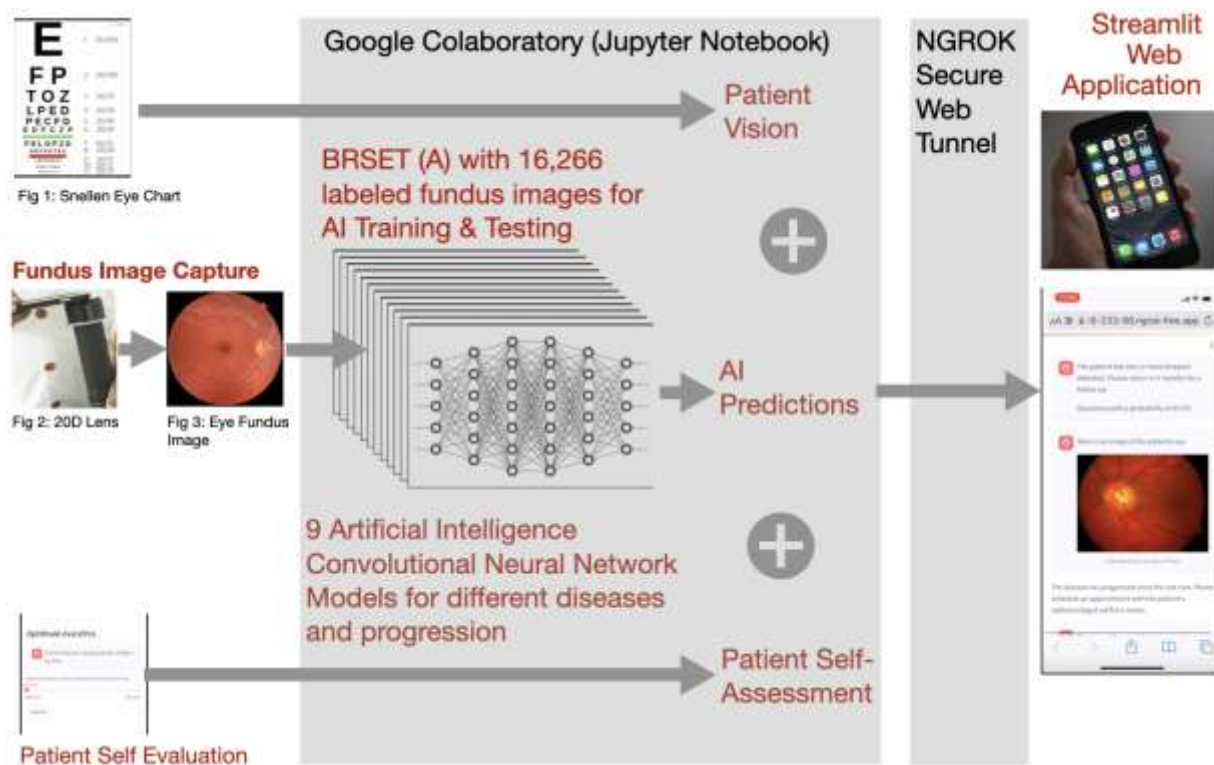 E
F P
T O Z
L P E D
P E C F D
E D F C Z P
F E L O P Z D
Fig 1: Snellen Eye Chart
Fundus Image Capture
Fig 2: 20D Lens
Fig 3: Eye Fundus
Image
Patient Self Evaluation
Google Colaboratory (Jupyter Notebook)
Patient
Vision
BRSET (A) with 16,266
labeled fundus images for
AI Training & Testing
AI
Predictions
9 Artificial Intelligence
Convolutional Neural Network
Models for different diseases
and progression
Patient Self-
Assessment
NGROK
Secure
Web
Tunnel
Streamlit
Web
Application